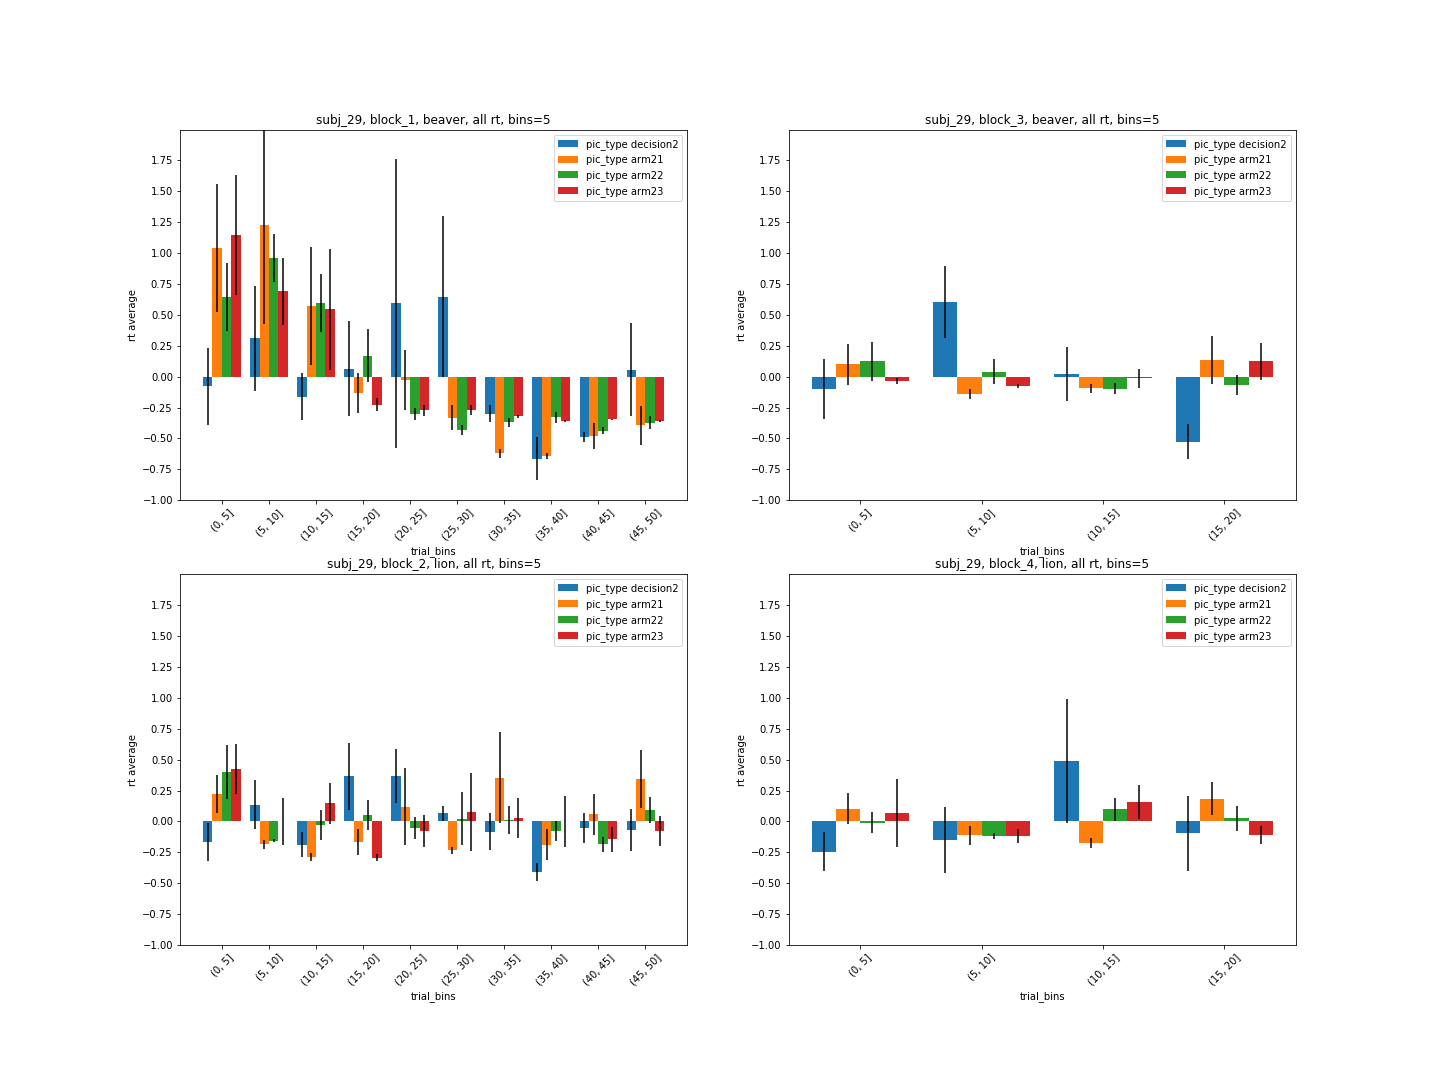 subj_29, block_1, beaver, all rt, bins=5
pic_type decision2
pic_type arm21
pic_type arm22
pic_type arm23
1.75
1.50
1.25
1.00
0.75
0.50
0.25
0.00
−0.25
−0.50
−0.75
−1.00
rt average
(0, 5]
(5, 10]
(10, 15]
(15, 20]
(20, 25]
(25, 30]
(30, 35]
(35, 40]
(40, 45]
(45, 50]
trial_bins
subj_29, block_3, beaver, all rt, bins=5
pic_type decision2
pic_type arm21
pic_type arm22
pic_type arm23
1.75
1.50
1.25
1.00
0.75
0.50
0.25
0.00
−0.25
−0.50
−0.75
−1.00
rt average
(0, 5]
(5, 10]
(10, 15]
(15, 20]
trial_bins
subj_29, block_2, lion, all rt, bins=5
pic_type decision2
pic_type arm21
pic_type arm22
pic_type arm23
1.75
1.50
1.25
1.00
0.75
0.50
0.25
0.00
−0.25
−0.50
−0.75
−1.00
rt average
(0, 5]
(5, 10]
(10, 15]
(15, 20]
(20, 25]
(25, 30]
(30, 35]
(35, 40]
(40, 45]
(45, 50]
trial_bins
subj_29, block_4, lion, all rt, bins=5
pic_type decision2
pic_type arm21
pic_type arm22
pic_type arm23
1.75
1.50
1.25
1.00
0.75
0.50
0.25
0.00
−0.25
−0.50
−0.75
−1.00
rt average
(0, 5]
(5, 10]
(10, 15]
(15, 20]
trial_bins